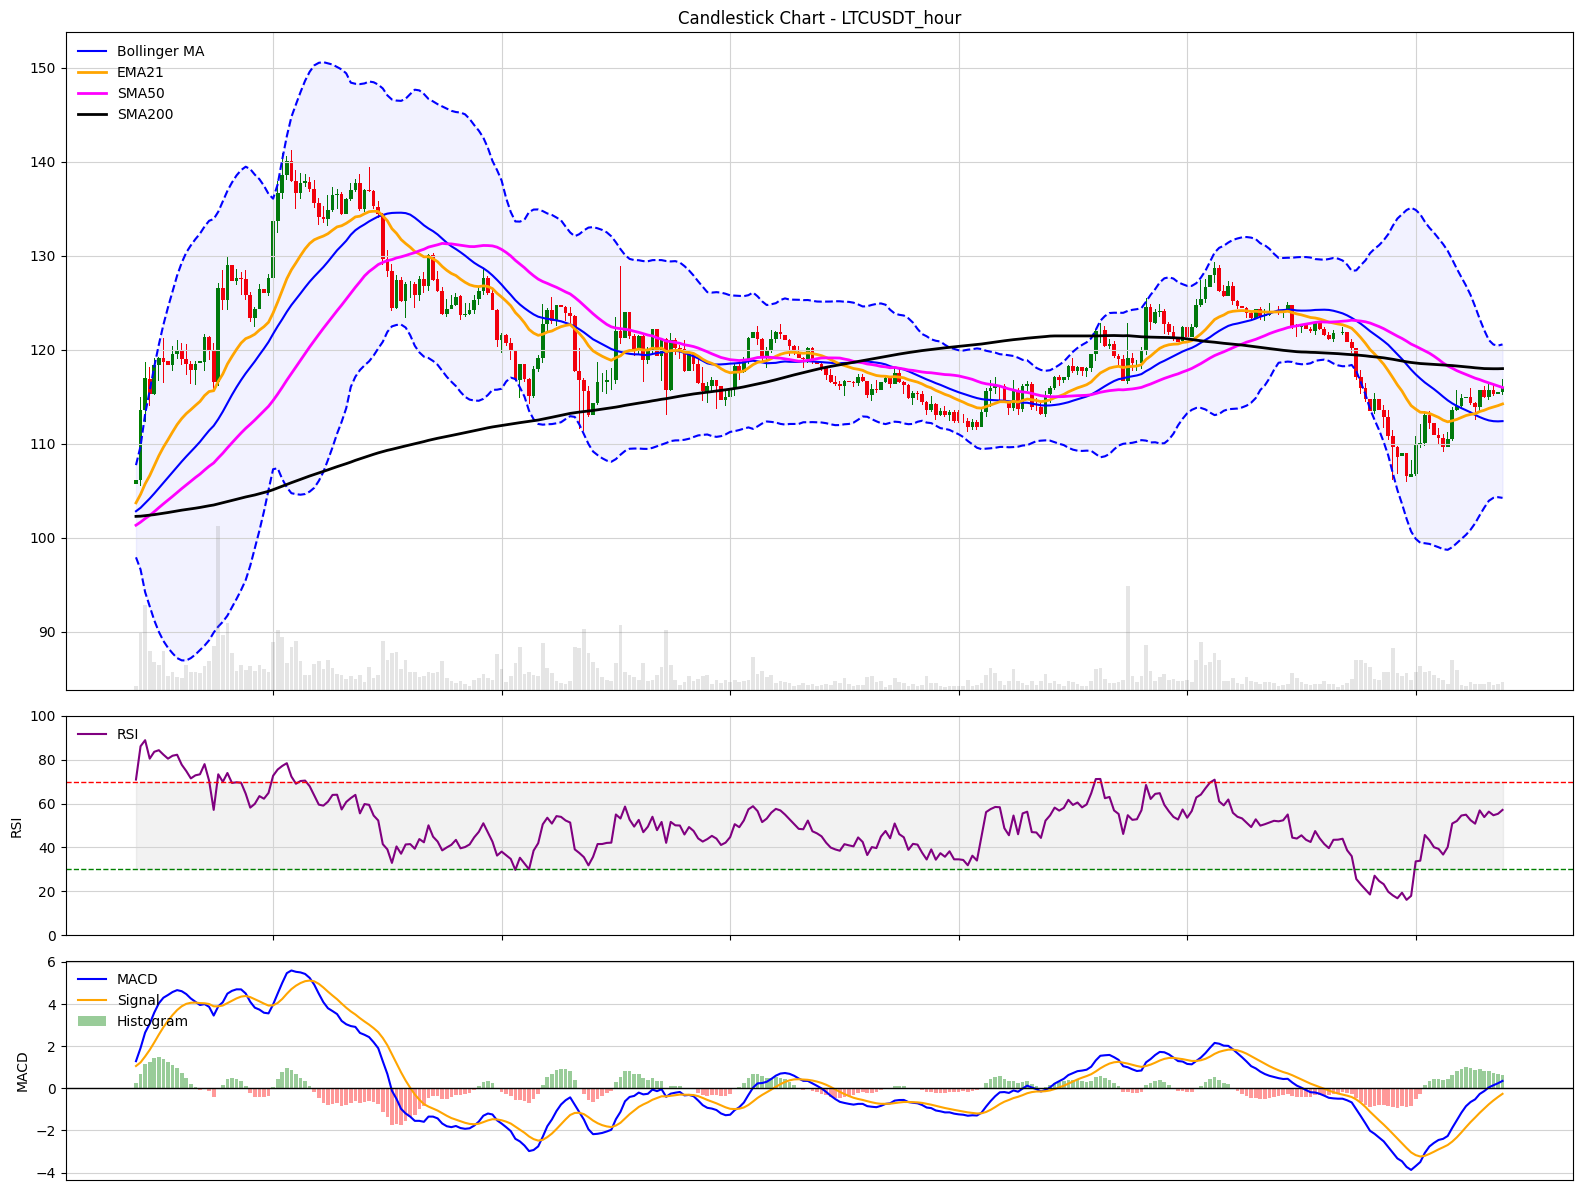 Candlestick Chart - LTCUSDT_hour
Bollinger MA
EMA21
SMA50
SMA200
150
140
130
120
110
100
90
RSI
100
80
60
40
20
0
RSI
MACD
Signal
Histogram
6
4
2
0
−2
−4
MACD